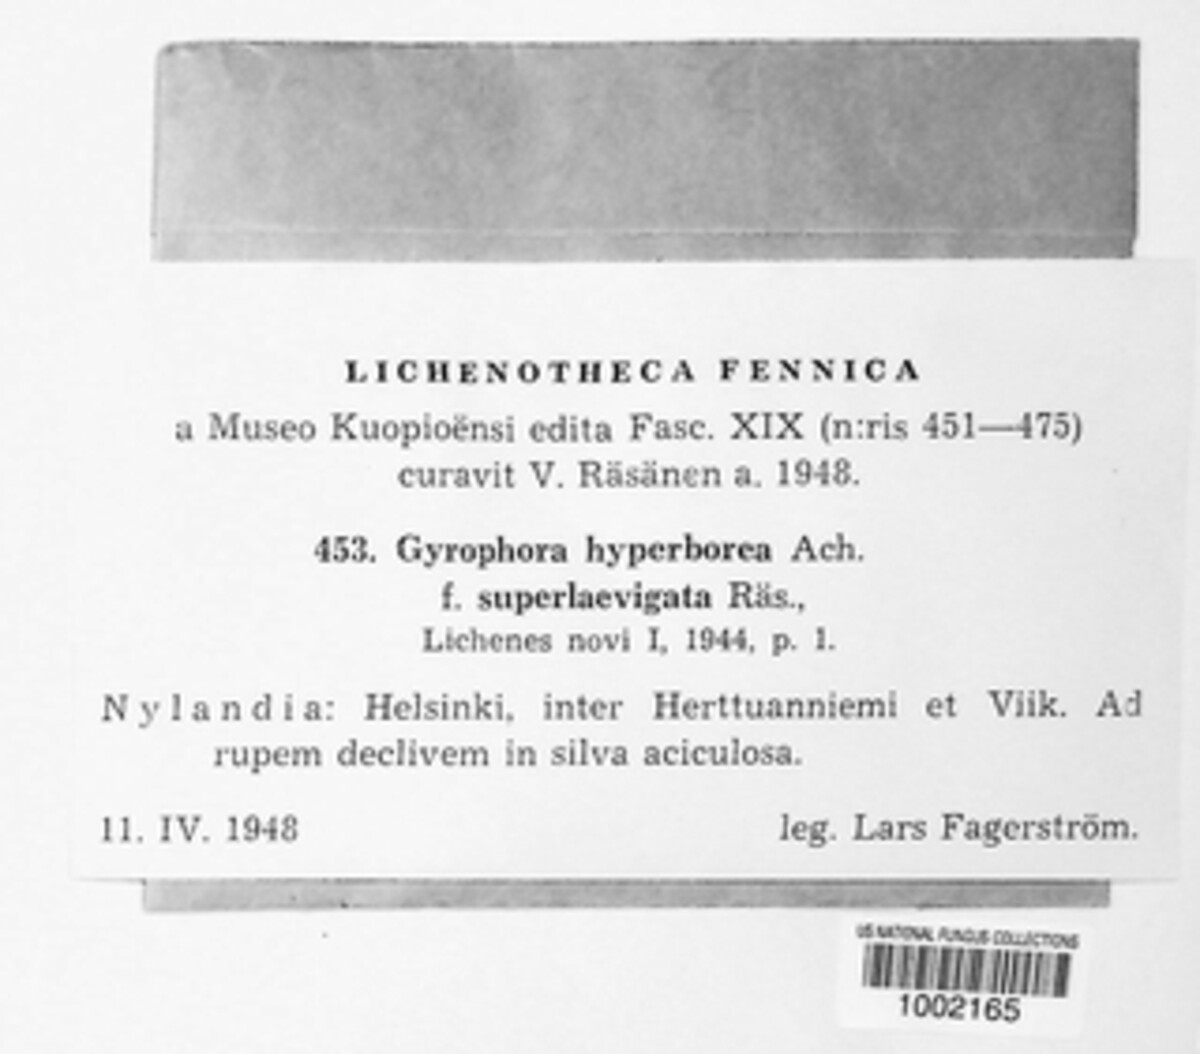 LICHENOTHECA FENNICA
a Museo Kuopioënsi edita Fasc. XIX (n:ris 451—475)
curavit V. Räsänen a. 1948.
453. Gyrophora hyperborea Ach.
f. superlaevigata Räs.,
Lichenes novi I, 1944, p. 1.
Nylandia: Helsinki, inter Herttuanniemi et Viik. Ad
rupem declivem in silva aciculosa.
11. IV. 1948 leg. Lars Fagerström.
US NATIONAL FUNGUS COLLECTIONS
1002165